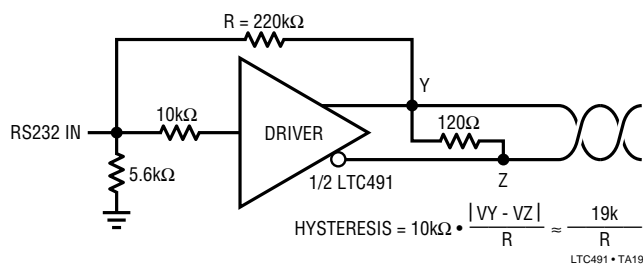 R = 220kΩ
Y
10kΩ
RS232 IN
DRIVER
120Ω
5.6kΩ
1/2 LTC491
Z
HYSTERESIS = 10kΩ • |VY - VZ| / R ≈ 19k / R
LTC491 • TA19